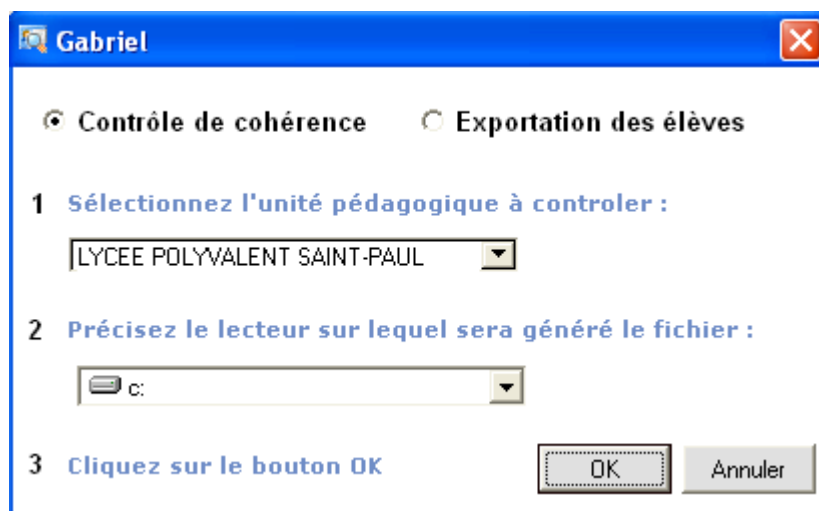 Gabriel
Contrôle de cohérence Exportation des élèves
1 Sélectionnez l'unité pédagogique à controler :
LYCEE POLYVALENT SAINT-PAUL
2 Précisez le lecteur sur lequel sera généré le fichier :
c:
3 Cliquez sur le bouton OK OK Annuler